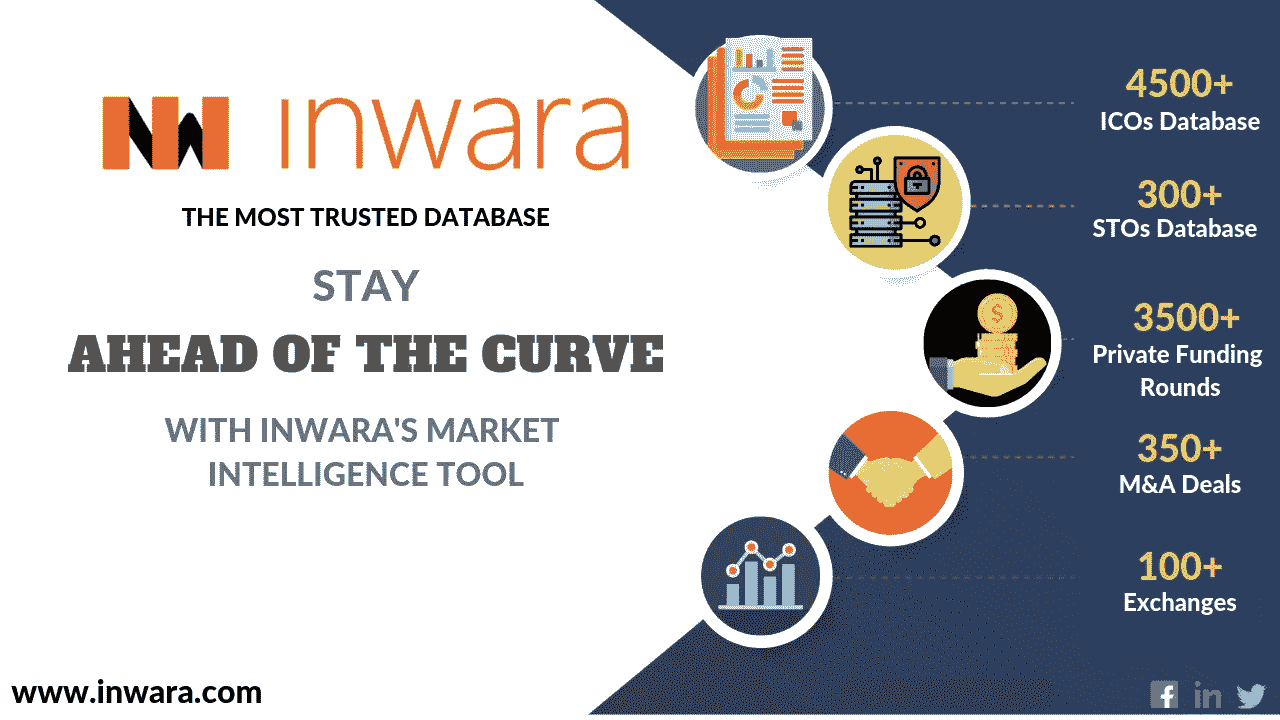 inwara
THE MOST TRUSTED DATABASE
STAY
AHEAD OF THE CURVE
WITH INWARA'S MARKET
INTELLIGENCE TOOL
www.inwara.com
4500+
ICOs Database
300+
STOs Database
3500+
Private Funding
Rounds
350+
M&A Deals
100+
Exchanges